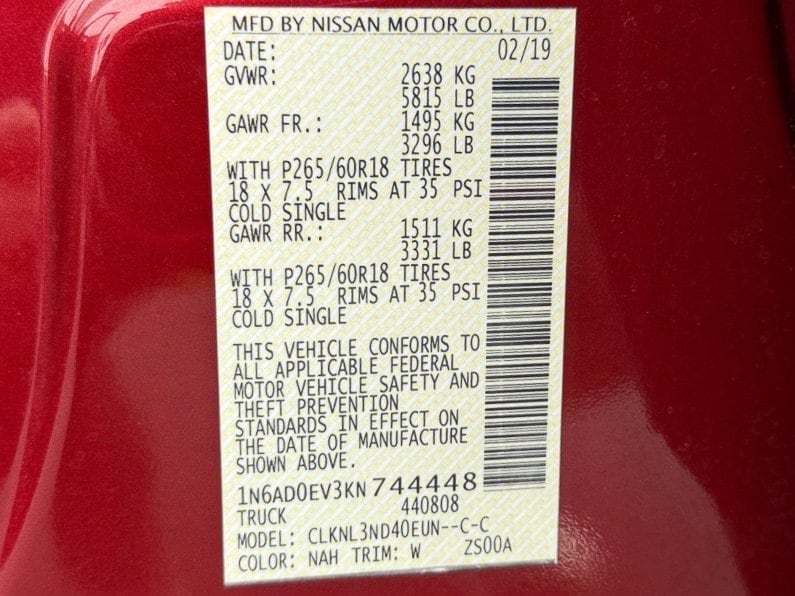 MFD BY NISSAN MOTOR CO., LTD.
DATE: 02/19
GVWR: 2638 KG
5815 LB
GAWR FR.: 1495 KG
3296 LB
WITH P265/60R18 TIRES
18 X 7.5 RIMS AT 35 PSI
COLD SINGLE
GAWR RR.: 1511 KG
3331 LB
WITH P265/60R18 TIRES
18 X 7.5 RIMS AT 35 PSI
COLD SINGLE
THIS VEHICLE CONFORMS TO
ALL APPLICABLE FEDERAL
MOTOR VEHICLE SAFETY AND
THEFT PREVENTION
STANDARDS IN EFFECT ON
THE DATE OF MANUFACTURE
SHOWN ABOVE.
1N6AD0EV3KN744448
TRUCK 440808
MODEL: CLKNL3ND40EUN--C-C
COLOR: NAH TRIM: W ZS00A